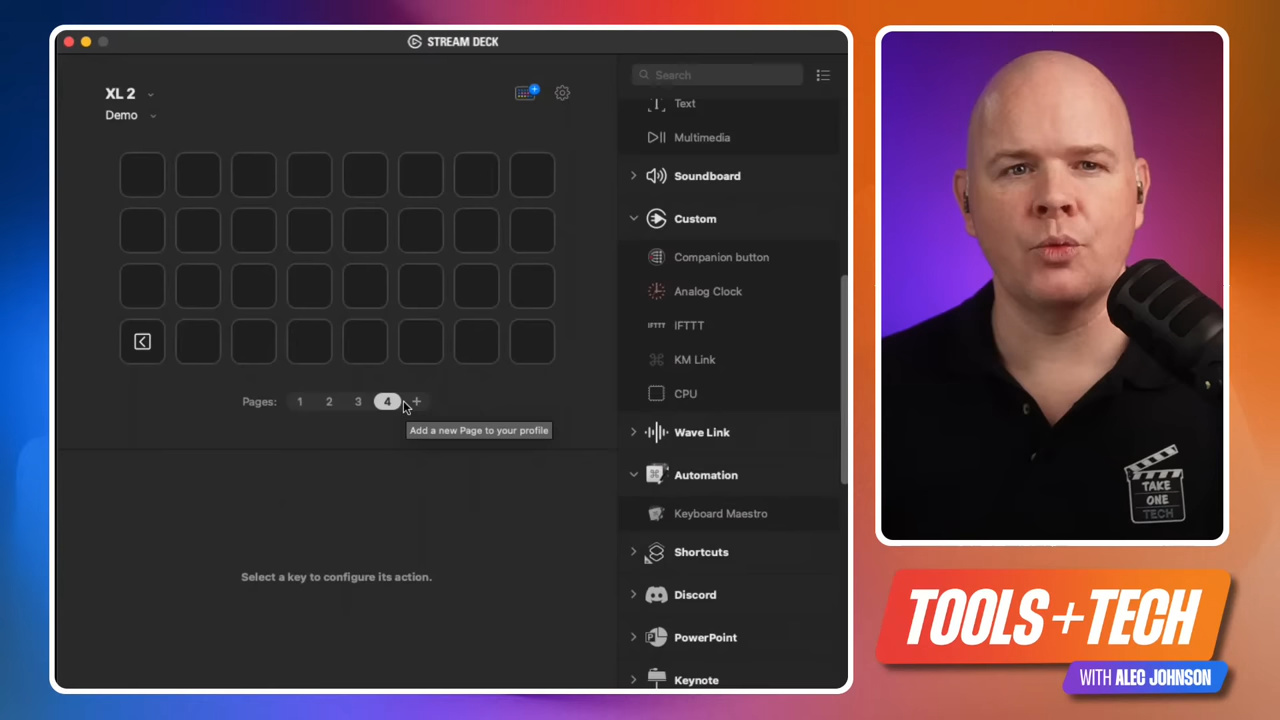 STREAM DECK
XL 2
Demo
Pages: 1 2 3 4 +
Add a new Page to your profile
Select a key to configure its action.
Search
Text
Multimedia
Soundboard
Custom
Companion button
Analog Clock
IFTTT IFTTT
KM Link
CPU
Wave Link
Automation
Keyboard Maestro
Shortcuts
Discord
PowerPoint
Keynote
TAKE
ONE
TECH
TOOLS+TECH
WITH ALEC JOHNSON